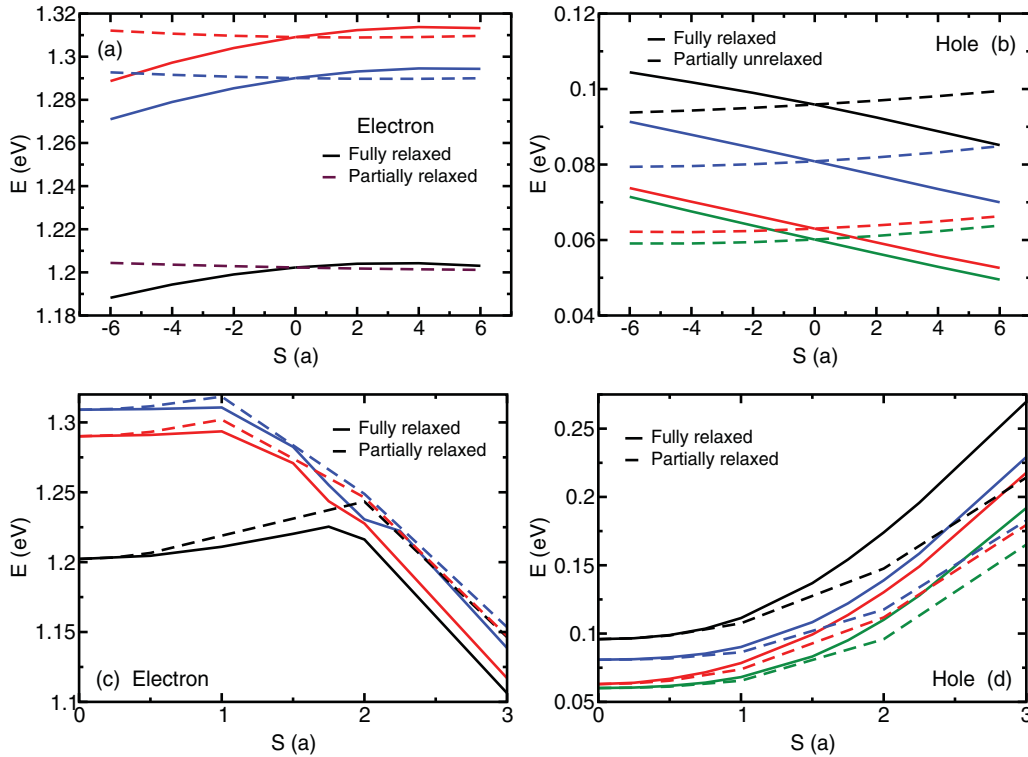 1.32
1.3
1.28
1.26
1.24
1.22
1.2
1.18
E (eV)
(a)
Electron
Fully relaxed
Partially relaxed
-6 -4 -2 0 2 4 6
S (a)
0.12
0.1
0.08
0.06
0.04
E (eV)
Fully relaxed
Partially unrelaxed
Hole (b)
-6 -4 -2 0 2 4 6
S (a)
1.3
1.25
1.2
1.15
1.1
E (eV)
Fully relaxed
Partially relaxed
(c) Electron
0 1 2 3
S (a)
0.25
0.2
0.15
0.1
0.05
E (eV)
Fully relaxed
Partially relaxed
Hole (d)
0 1 2 3
S (a)